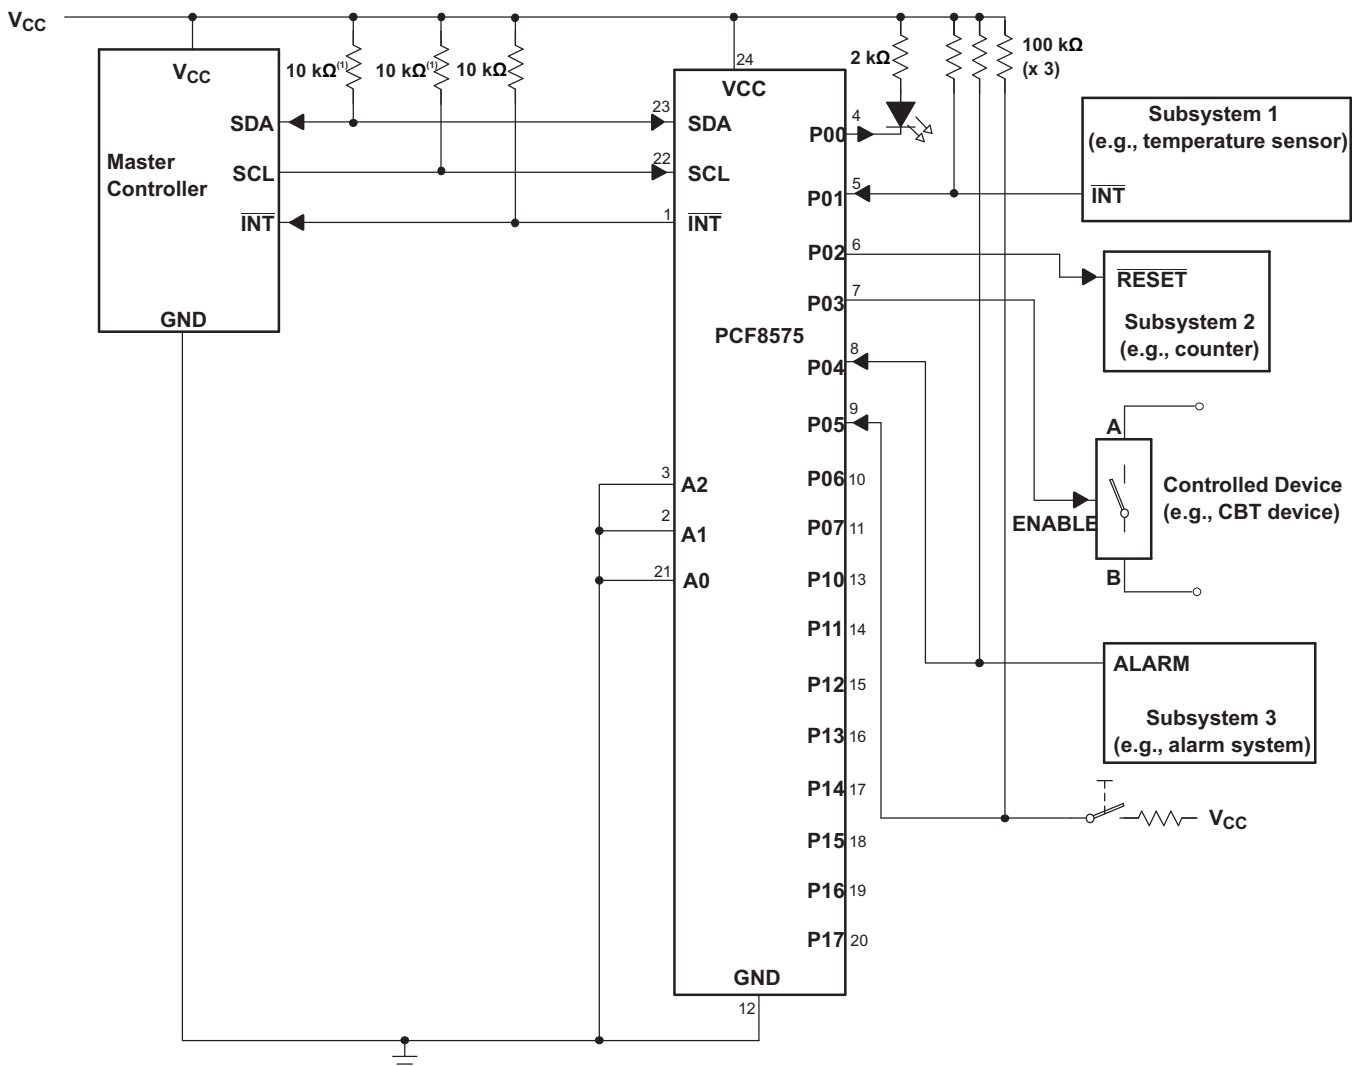 VCC
VCC
10 kΩ(1)
10 kΩ(1)
10 kΩ
SDA
Master
Controller
SCL
INT
GND
24
VCC
23
SDA
22
SCL
1
INT
PCF8575
3
A2
2
A1
21
A0
GND
12
2 kΩ
100 kΩ
(x 3)
P00
4
P01
5
P02
6
P03
7
P04
8
P05
9
P06 10
P07 11
P10 13
P11 14
P12 15
P13 16
P14 17
P15 18
P16 19
P17 20
Subsystem 1
(e.g., temperature sensor)
INT
RESET
Subsystem 2
(e.g., counter)
A
ENABLE
B
Controlled Device
(e.g., CBT device)
ALARM
Subsystem 3
(e.g., alarm system)
VCC